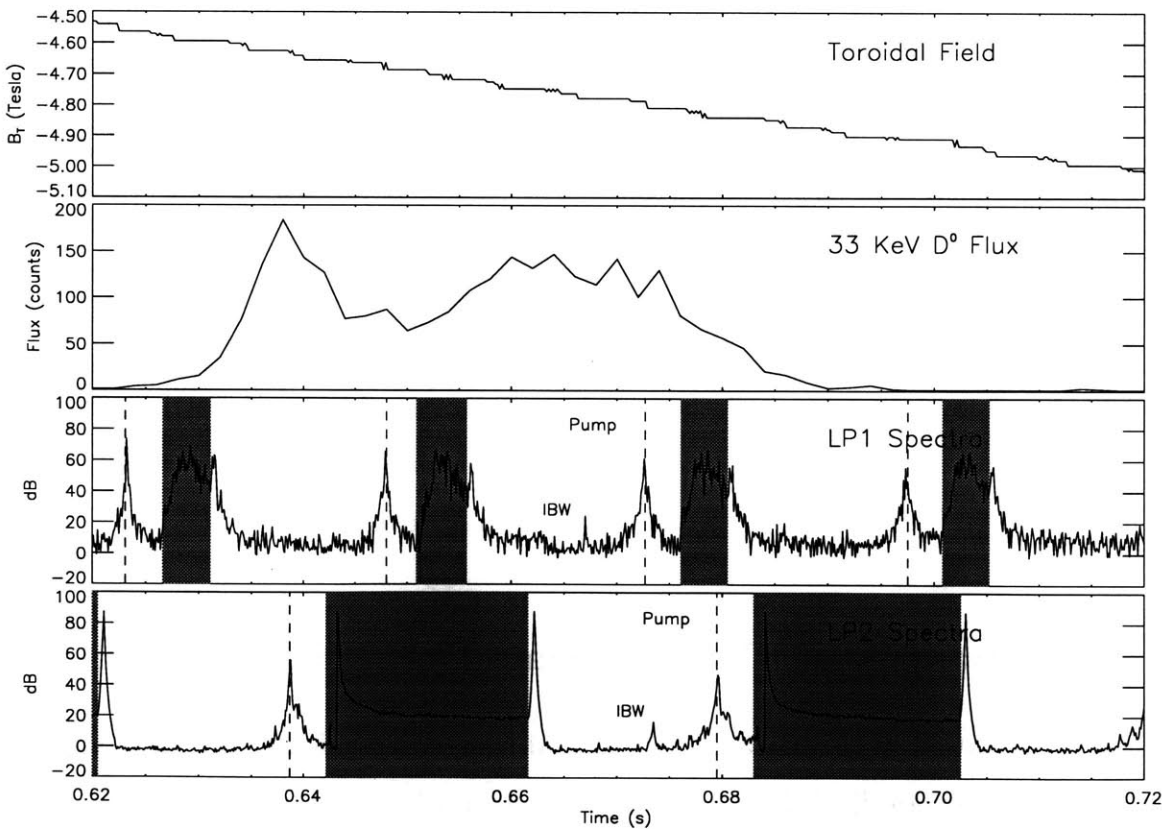 -4.50
-4.60
-4.70
-4.80
-4.90
-5.00
-5.10
B_T (Tesla)
Toroidal Field
200
150
100
50
0
Flux (counts)
33 KeV D⁰ Flux
100
80
60
40
20
0
-20
dB
Pump
LP1 Spectra
IBW
100
80
60
40
20
0
-20
dB
Pump
LP2 Spectra
IBW
0.62 0.64 0.66 0.68 0.70 0.72
Time (s)